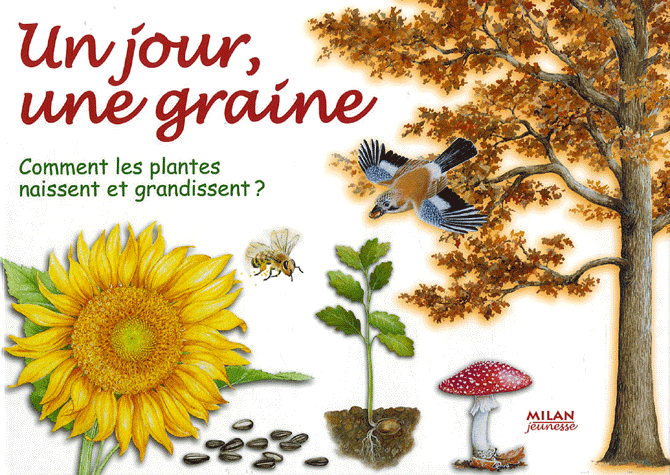 Un jour,
une graine
Comment les plantes
naissent et grandissent ?
MILAN
jeunesse